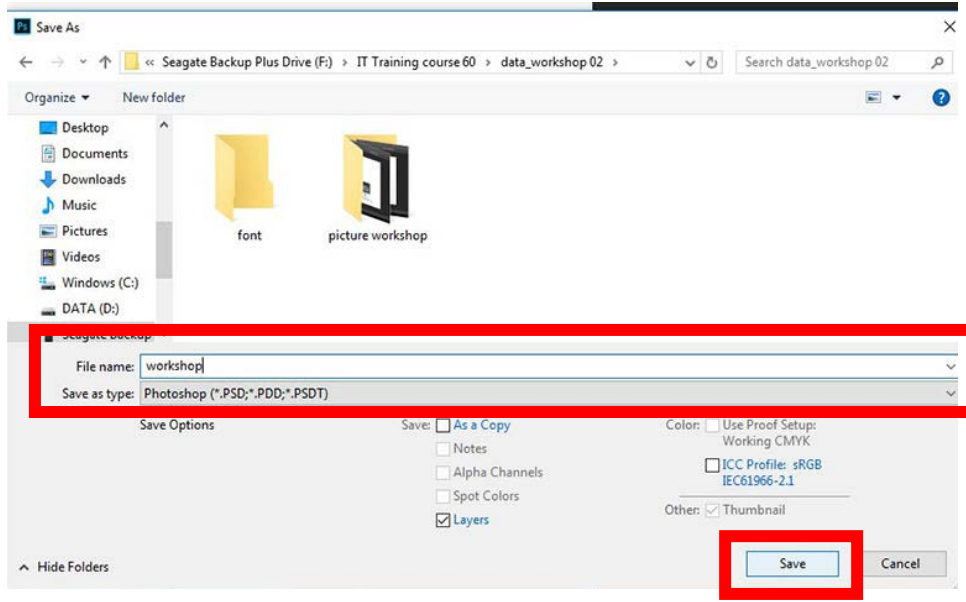 Ps Save As
« Seagate Backup Plus Drive (F:) › IT Training course 60 › data_workshop 02 ›
Search data_workshop 02
Organize
New folder
?
Desktop
Documents
Downloads
Music
Pictures
Videos
Windows (C:)
DATA (D:)
Seagate Backup
font
picture workshop
File name: workshop
Save as type: Photoshop (*.PSD;*.PDD;*.PSDT)
Save Options
Save: As a Copy
Notes
Alpha Channels
Spot Colors
Layers
Color: Use Proof Setup:
Working CMYK
ICC Profile: sRGB
IEC61966-2.1
Other: Thumbnail
Hide Folders
Save
Cancel